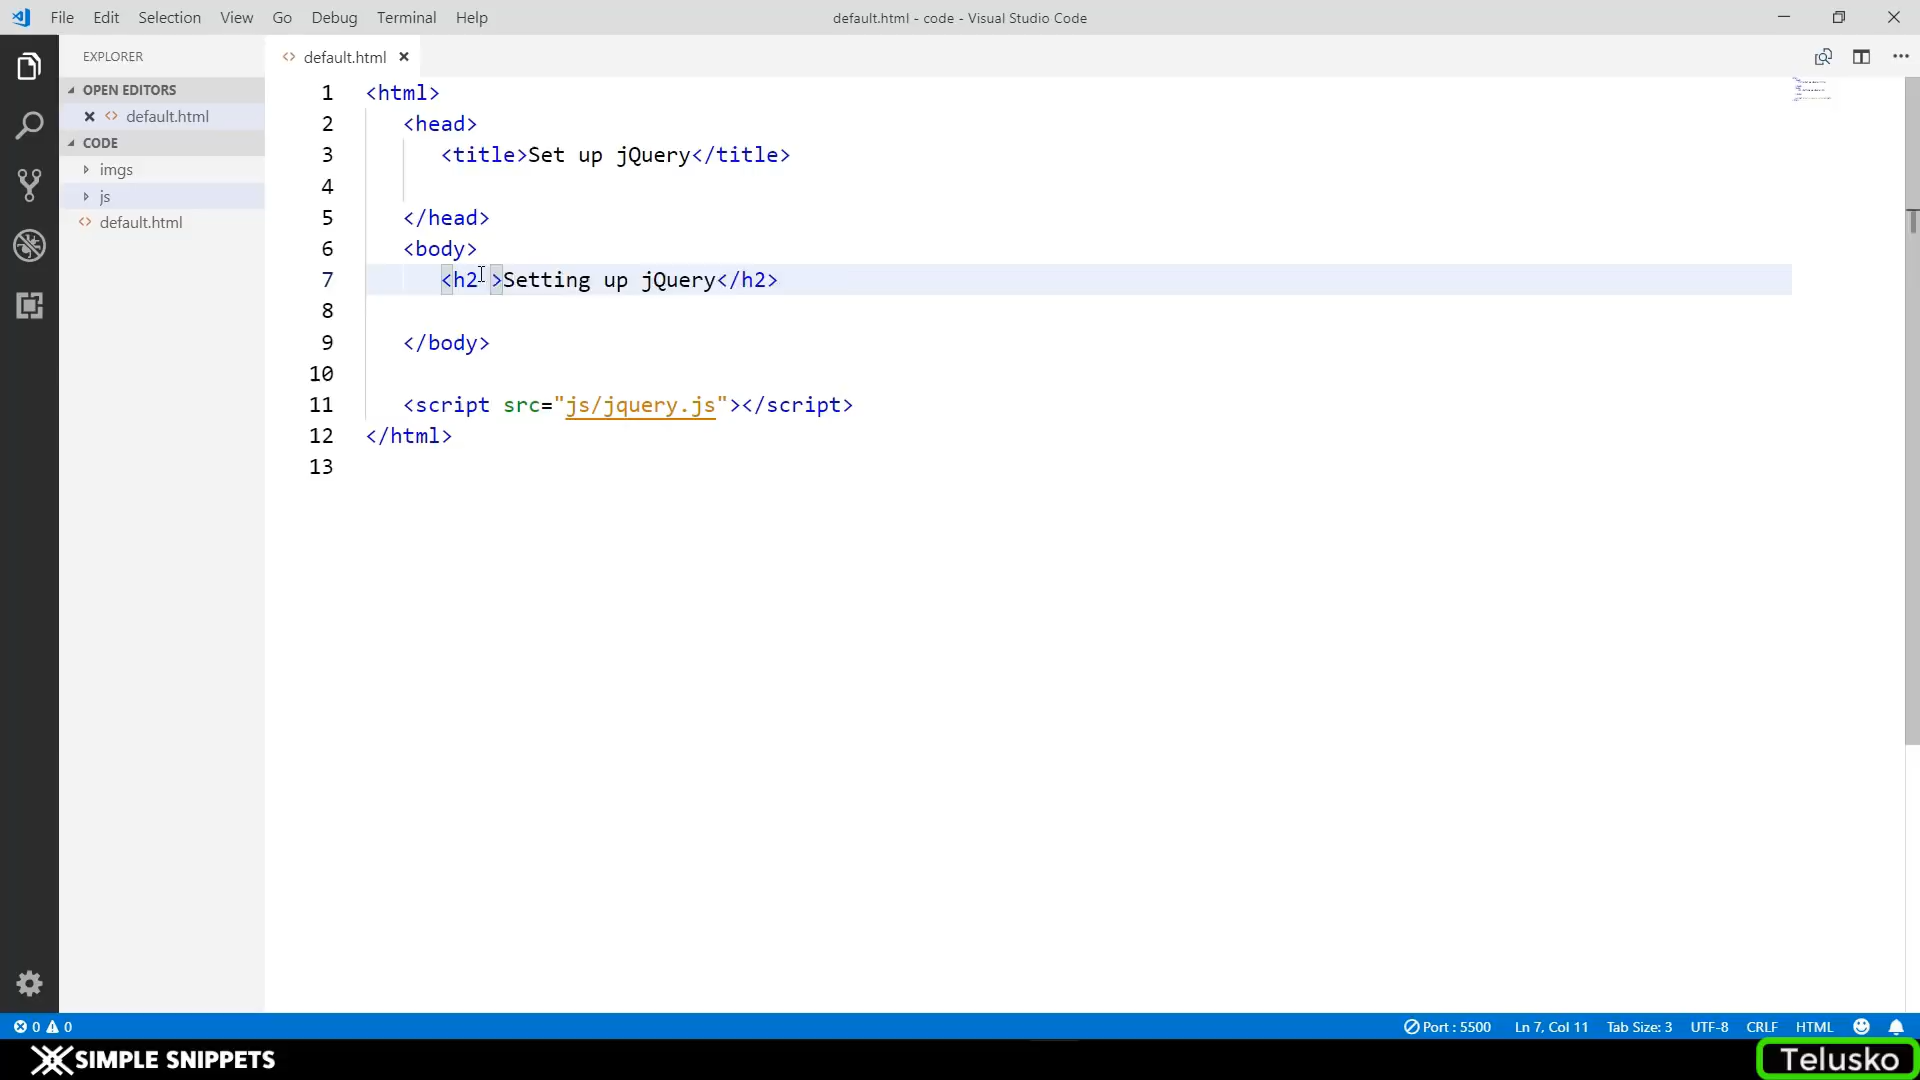 File Edit Selection View Go Debug Terminal Help
default.html - code - Visual Studio Code
EXPLORER
OPEN EDITORS
default.html
CODE
imgs
js
default.html
default.html
1 <html>
2 <head>
3 <title>Set up jQuery</title>
4
5 </head>
6 <body>
7 <h2 >Setting up jQuery</h2>
8
9 </body>
10
11 <script src="js/jquery.js"></script>
12 </html>
13
0 0
Port : 5500 Ln 7, Col 11 Tab Size: 3 UTF-8 CRLF HTML
SIMPLE SNIPPETS
Telusko